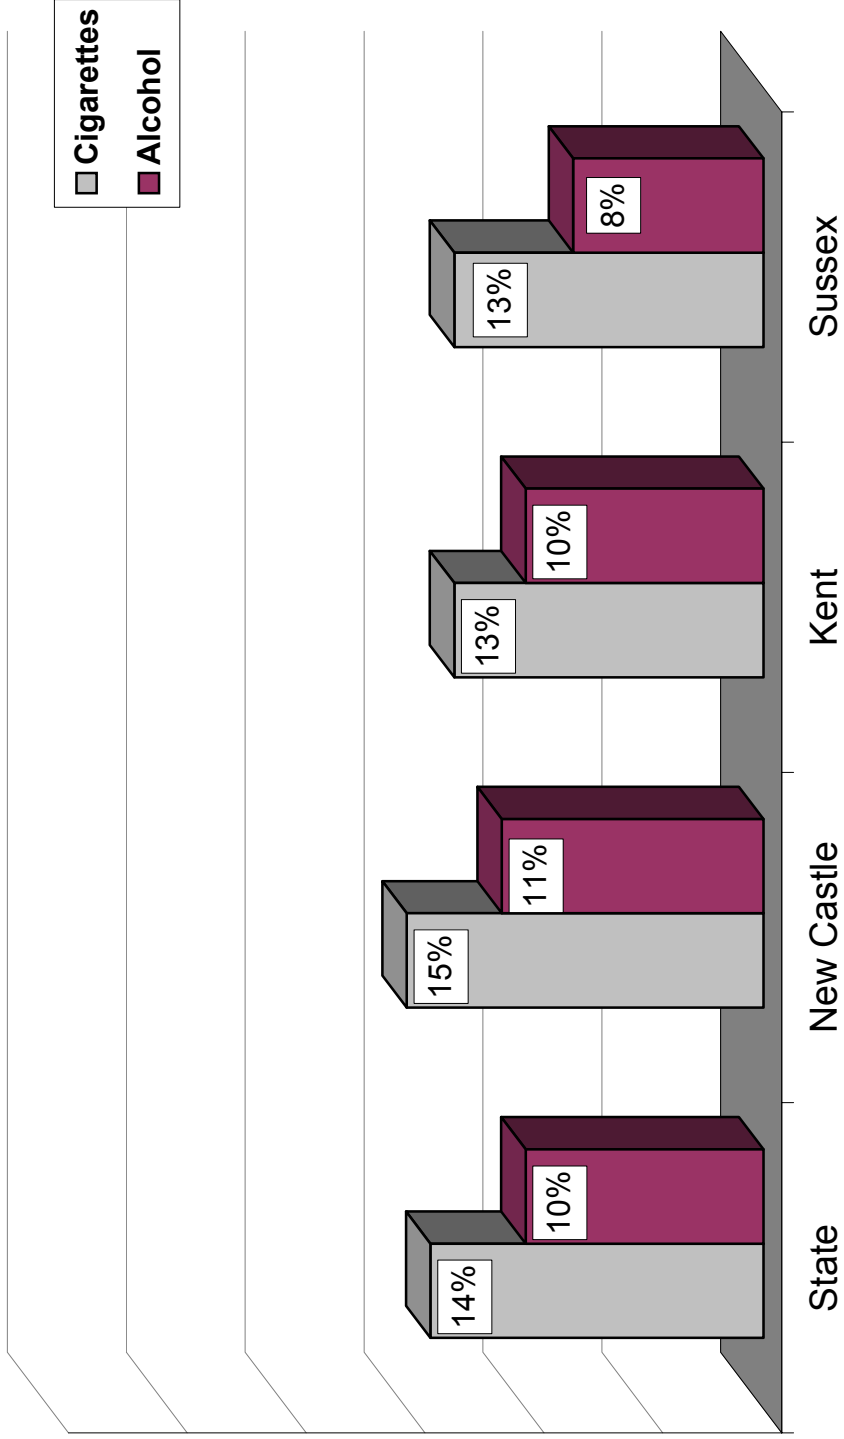 Cigarettes
Alcohol
14%
10%
15%
11%
13%
10%
13%
8%
State
New Castle
Kent
Sussex